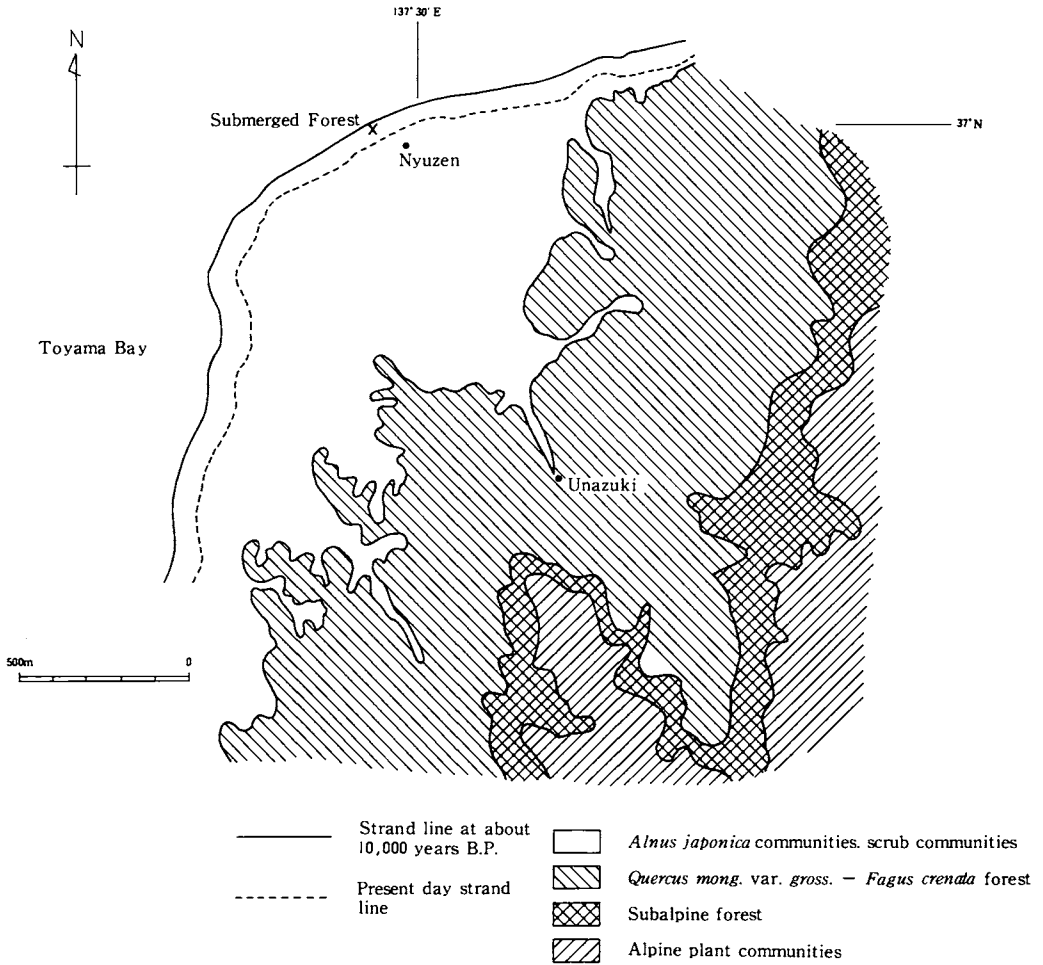 137°30′E
N
Submerged Forest
x
37°N
Nyuzen
Toyama Bay
Unazuki
500m 0
Strand line at about
10,000 years B.P.
Present day strand
line
Alnus japonica communities. scrub communities
Quercus mong. var. gross. — Fagus crenata forest
Subalpine forest
Alpine plant communities